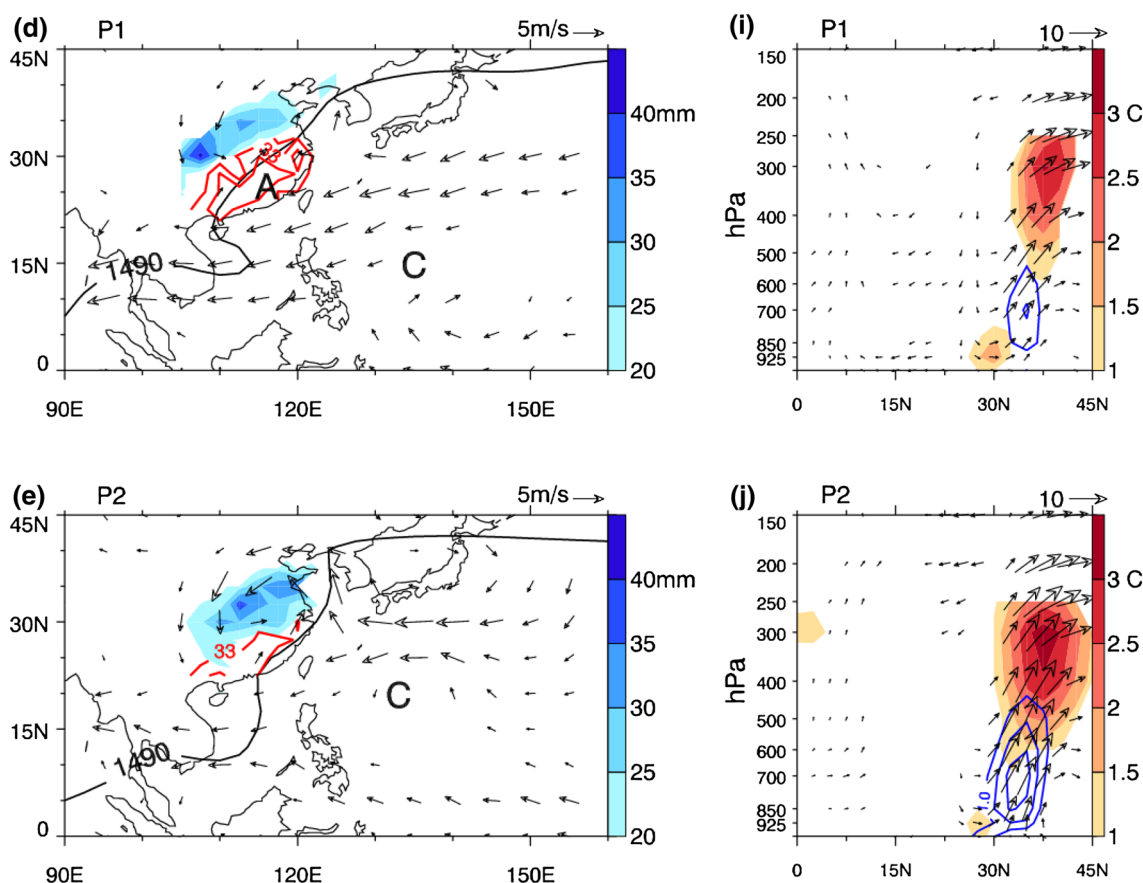 (d) P1 5m/s
45N
30N
15N
0
90E 120E 150E
A
C
1490
40mm
35
30
25
20
(i) P1 10
150
200
250
300
400
500
600
700
850
925
hPa
0 15N 30N 45N
3 C
2.5
2
1.5
1
(e) P2 5m/s
45N
30N
15N
0
90E 120E 150E
33
C
1490
40mm
35
30
25
20
(j) P2 10
150
200
250
300
400
500
600
700
850
925
hPa
1.0
0 15N 30N 45N
3 C
2.5
2
1.5
1